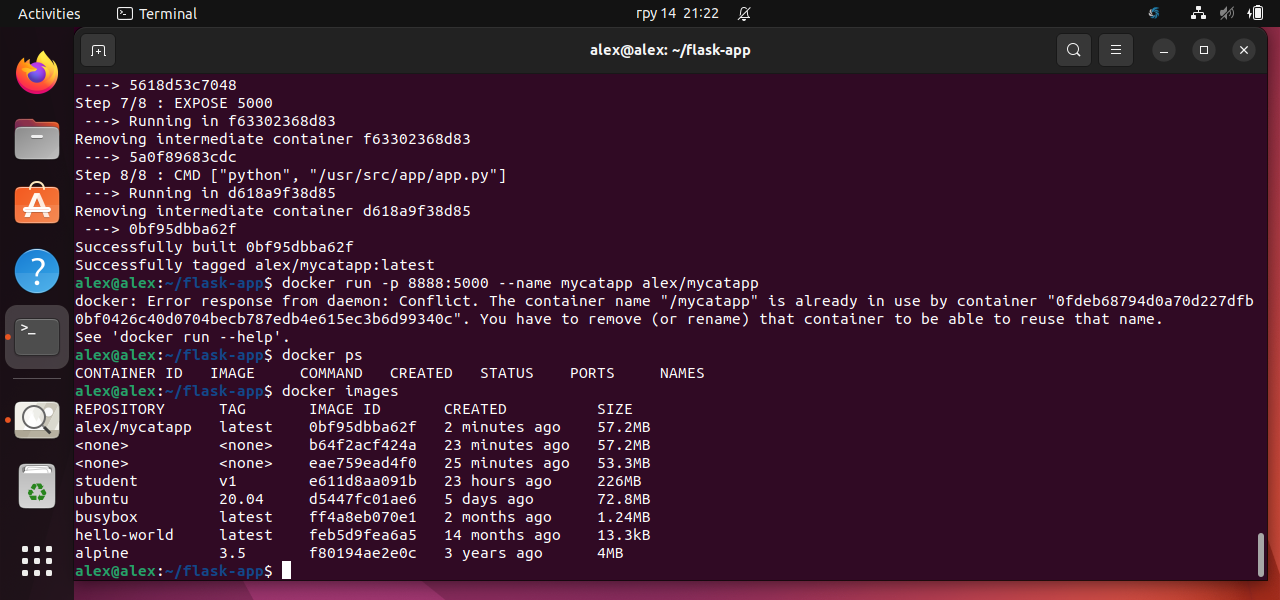 Activities Terminal груд 14 21:22
alex@alex: ~/flask-app
---> 5618d53c7048
Step 7/8 : EXPOSE 5000
---> Running in f63302368d83
Removing intermediate container f63302368d83
---> 5a0f89683cdc
Step 8/8 : CMD ["python", "/usr/src/app/app.py"]
---> Running in d618a9f38d85
Removing intermediate container d618a9f38d85
---> 0bf95dbba62f
Successfully built 0bf95dbba62f
Successfully tagged alex/mycatapp:latest
alex@alex:~/flask-app$ docker run -p 8888:5000 --name mycatapp alex/mycatapp
docker: Error response from daemon: Conflict. The container name "/mycatapp" is already in use by container "0fdeb68794d0a70d227dfb
0bf0426c40d0704becb787edb4e615ec3b6d99340c". You have to remove (or rename) that container to be able to reuse that name.
See 'docker run --help'.
alex@alex:~/flask-app$ docker ps
CONTAINER ID IMAGE COMMAND CREATED STATUS PORTS NAMES
alex@alex:~/flask-app$ docker images
REPOSITORY TAG IMAGE ID CREATED SIZE
alex/mycatapp latest 0bf95dbba62f 2 minutes ago 57.2MB
<none> <none> b64f2acf424a 23 minutes ago 57.2MB
<none> <none> eae759ead4f0 25 minutes ago 53.3MB
student v1 e611d8aa091b 23 hours ago 226MB
ubuntu 20.04 d5447fc01ae6 5 days ago 72.8MB
busybox latest ff4a8eb070e1 2 months ago 1.24MB
hello-world latest feb5d9fea6a5 14 months ago 13.3kB
alpine 3.5 f80194ae2e0c 3 years ago 4MB
alex@alex:~/flask-app$